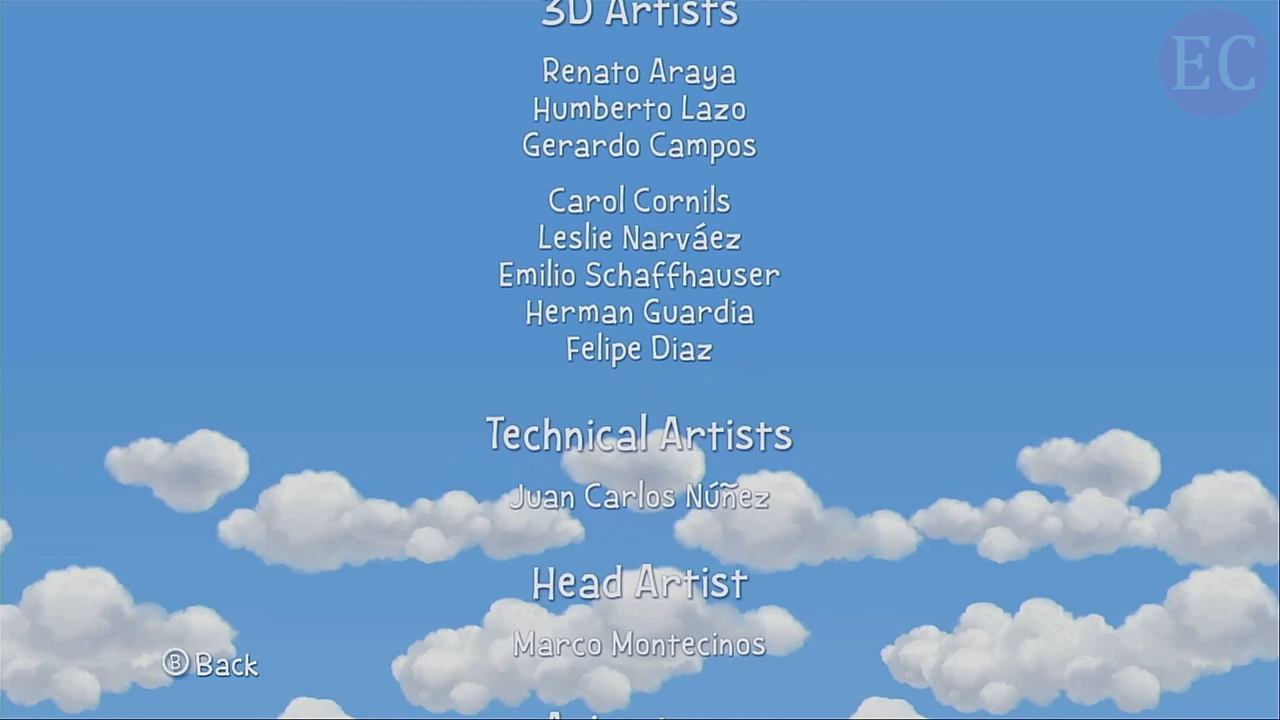 3D Artists
EC
Renato Araya
Humberto Lazo
Gerardo Campos
Carol Cornils
Leslie Narváez
Emilio Schaffhauser
Herman Guardia
Felipe Diaz
Technical Artists
Juan Carlos Núñez
Head Artist
Marco Montecinos
B Back